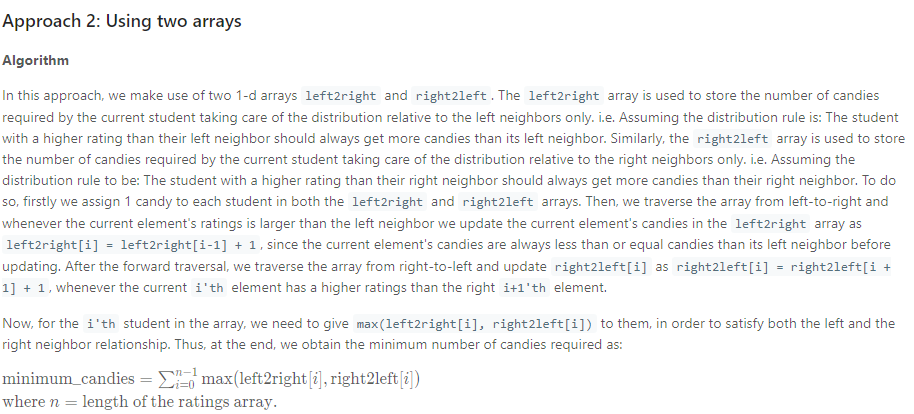 Approach 2: Using two arrays
Algorithm
In this approach, we make use of two 1-d arrays left2right and right2left. The left2right array is used to store the number of candies
required by the current student taking care of the distribution relative to the left neighbors only. i.e. Assuming the distribution rule is: The student
with a higher rating than their left neighbor should always get more candies than its left neighbor. Similarly, the right2left array is used to store
the number of candies required by the current student taking care of the distribution relative to the right neighbors only. i.e. Assuming the
distribution rule to be: The student with a higher rating than their right neighbor should always get more candies than their right neighbor. To do
so, firstly we assign 1 candy to each student in both the left2right and right2left arrays. Then, we traverse the array from left-to-right and
whenever the current element's ratings is larger than the left neighbor we update the current element's candies in the left2right array as
left2right[i] = left2right[i-1] + 1, since the current element's candies are always less than or equal candies than its left neighbor before
updating. After the forward traversal, we traverse the array from right-to-left and update right2left[i] as right2left[i] = right2left[i +
1] + 1, whenever the current i'th element has a higher ratings than the right i+1'th element.
Now, for the i'th student in the array, we need to give max(left2right[i], right2left[i]) to them, in order to satisfy both the left and the
right neighbor relationship. Thus, at the end, we obtain the minimum number of candies required as:
minimum_candies = ∑_{i=0}^{n−1} max(left2right[i], right2left[i])
where n = length of the ratings array.